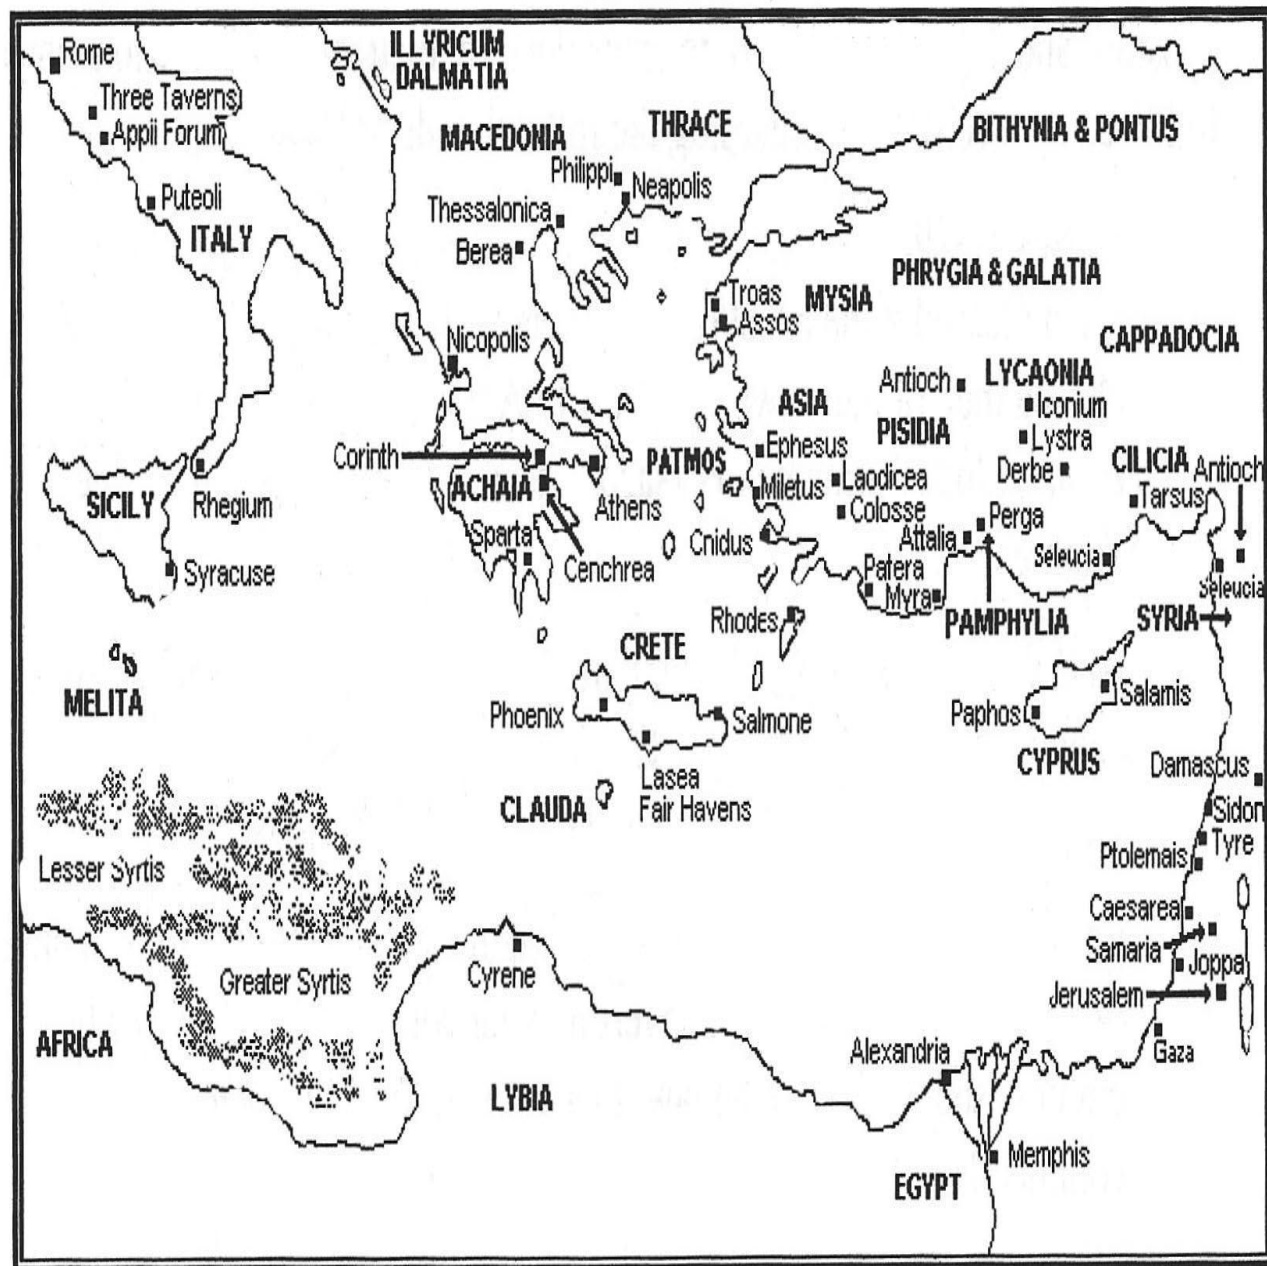 Rome
Three Taverns
Appii Forum
Puteoli
ITALY
ILLYRICUM
DALMATIA
MACEDONIA
THRACE
BITHYNIA & PONTUS
Philippi
Neapolis
Thessalonica
Berea
PHRYGIA & GALATIA
MYSIA
Troas
Assos
Nicopolis
CAPPADOCIA
Antioch
LYCAONIA
Iconium
ASIA
PISIDIA
Lystra
Ephesus
Corinth
PATMOS
Derbe
CILICIA
Antioch
SICILY
Rhegium
ACHAIA
Athens
Miletus
Laodicea
Colosse
Tarsus
Perga
Sparta
Cenchrea
Cnidus
Attalia
Seleucia
Syracuse
Patera
Myra
Seleucia
Rhodes
PAMPHYLIA
SYRIA
CRETE
MELITA
Phoenix
Salmone
Paphos
Salamis
CYPRUS
Lasea
Fair Havens
CLAUDA
Damascus
Sidon
Tyre
Ptolemais
Lesser Syrtis
Caesarea
Samaria
Joppa
Greater Syrtis
Cyrene
Jerusalem
AFRICA
Alexandria
Gaza
LYBIA
Memphis
EGYPT